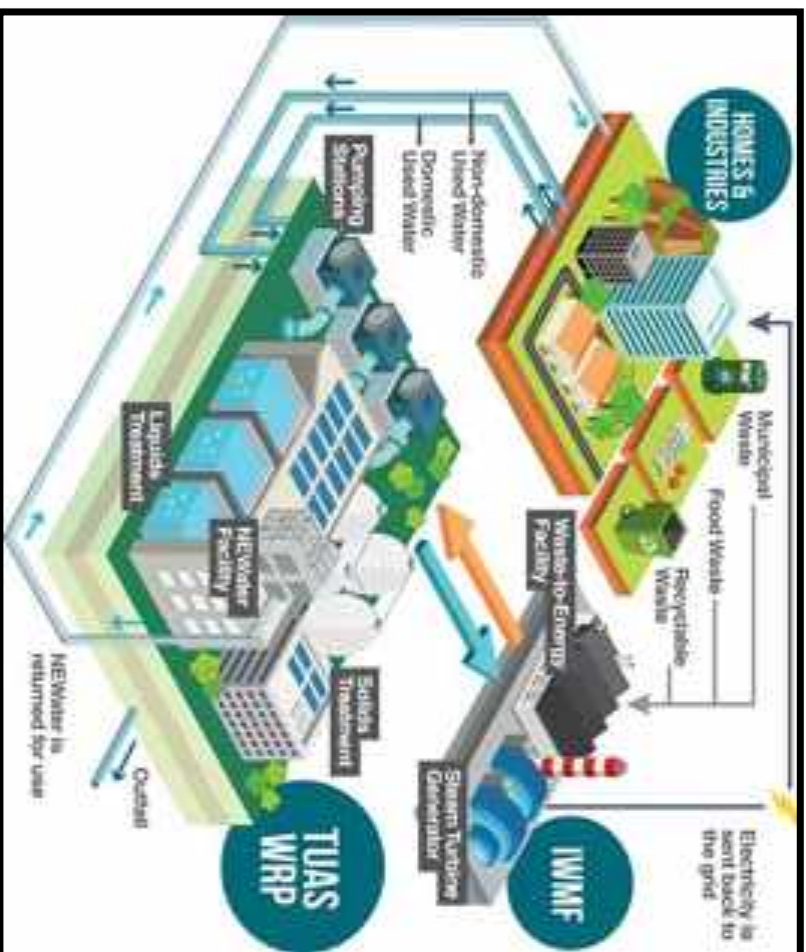 HOMES &
INDUSTRIES
Municipal
Waste
Food Waste
Recyclable
Waste
Electricity is
sent back to
the grid
Non-domestic
Used Water
Domestic
Used Water
Waste-to-Energy
Facility
Steam Turbine
Generator
IWMF
Pumping
Stations
Liquids
Treatment
NEWater
Facility
Solids
Treatment
TUAS
WRP
Outfall
NEWater is
returned for use